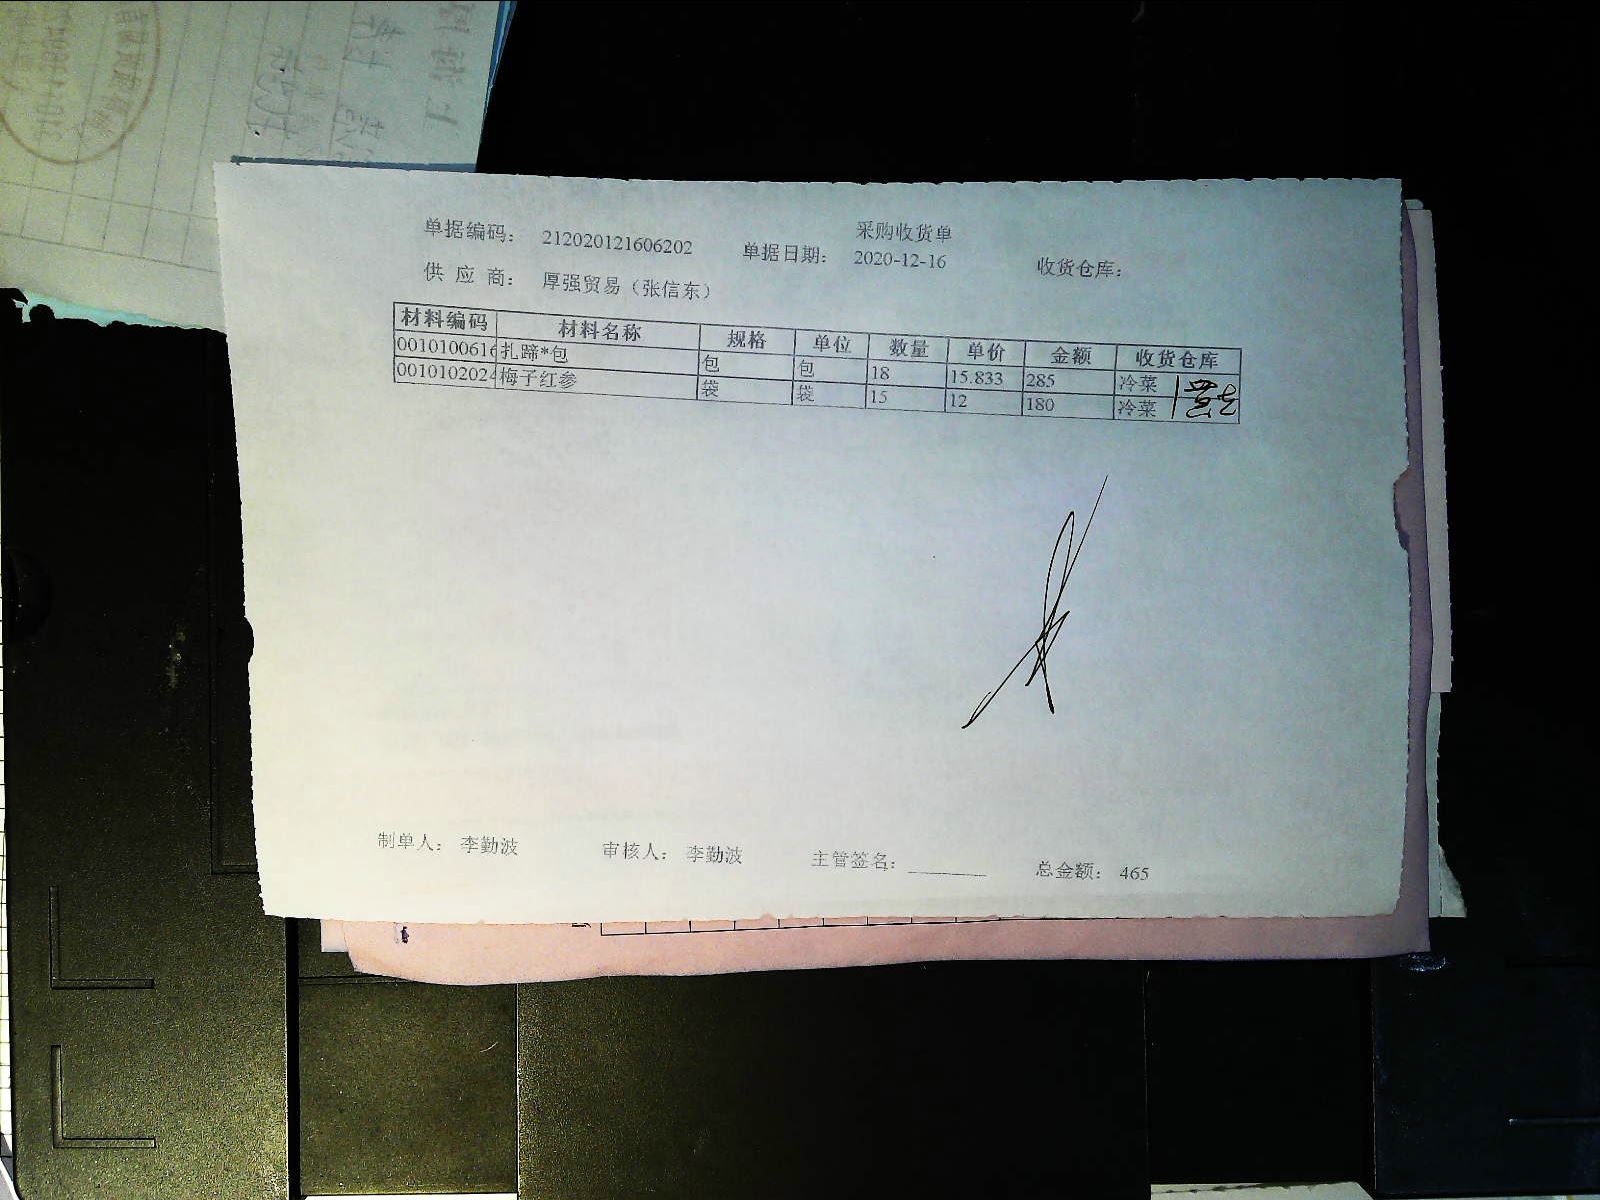 采购收货单
单据编码： 212020121606202 单据日期： 2020-12-16 收货仓库：
供 应 商： 厚强贸易（张信东）
材料编码 材料名称 规格 单位 数量 单价 金额 收货仓库
0010100616 扎蹄*包 包 包 18 15.833 285 冷菜
0010102024 梅子红参 袋 袋 15 12 180 冷菜
制单人： 李勤波 审核人： 李勤波 主管签名： 总金额： 465